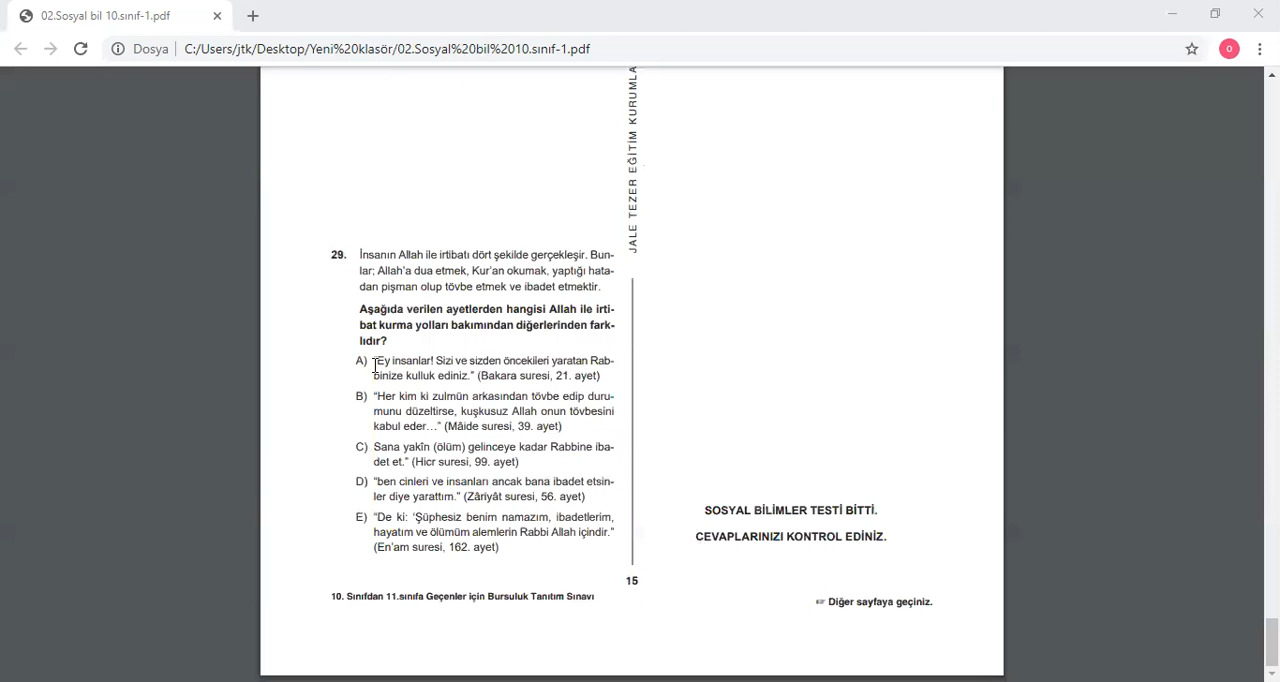 02.Sosyal bil 10.sınıf-1.pdf
Dosya
C:/Users/jtk/Desktop/Yeni%20klasör/02.Sosyal%20bil%2010.sınıf-1.pdf
O
JALE TEZER EĞİTİM KURUMLA
29. İnsanın Allah ile irtibatı dört şekilde gerçekleşir. Bun-
lar; Allah'a dua etmek, Kur'an okumak, yaptığı hata-
dan pişman olup tövbe etmek ve ibadet etmektir.
Aşağıda verilen ayetlerden hangisi Allah ile irti-
bat kurma yolları bakımından diğerlerinden fark-
lıdır?
A) "Ey insanlar! Sizi ve sizden öncekileri yaratan Rab-
binize kulluk ediniz." (Bakara suresi, 21. ayet)
B) "Her kim ki zulmün arkasından tövbe edip duru-
munu düzeltirse, kuşkusuz Allah onun tövbesini
kabul eder…" (Mâide suresi, 39. ayet)
C) Sana yakîn (ölüm) gelinceye kadar Rabbine iba-
det et." (Hicr suresi, 99. ayet)
D) "ben cinleri ve insanları ancak bana ibadet etsin-
ler diye yarattım." (Zâriyât suresi, 56. ayet)
E) "De ki: 'Şüphesiz benim namazım, ibadetlerim,
hayatım ve ölümüm alemlerin Rabbi Allah içindir."
(En'am suresi, 162. ayet)
SOSYAL BİLİMLER TESTİ BİTTİ.
CEVAPLARINIZI KONTROL EDİNİZ.
15
10. Sınıfdan 11.sınıfa Geçenler için Bursuluk Tanıtım Sınavı
☞ Diğer sayfaya geçiniz.